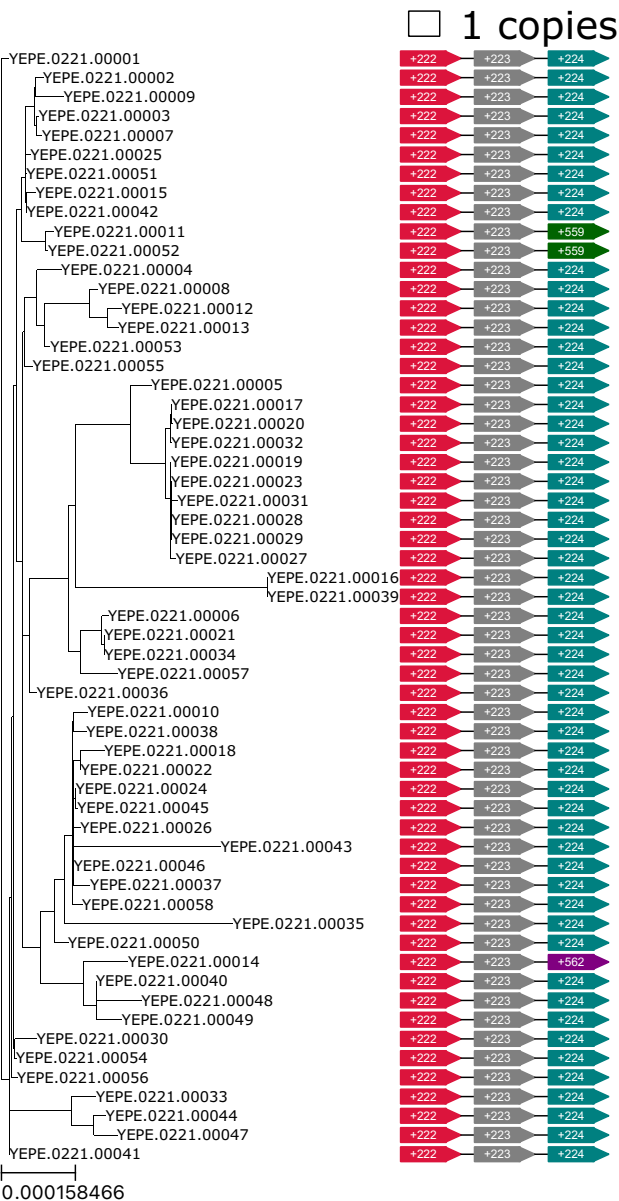 1 copies
YEPE.0221.00001 +222 +223 +224
YEPE.0221.00002 +222 +223 +224
YEPE.0221.00009 +222 +223 +224
YEPE.0221.00003 +222 +223 +224
YEPE.0221.00007 +222 +223 +224
YEPE.0221.00025 +222 +223 +224
YEPE.0221.00051 +222 +223 +224
YEPE.0221.00015 +222 +223 +224
YEPE.0221.00042 +222 +223 +224
YEPE.0221.00011 +222 +223 +559
YEPE.0221.00052 +222 +223 +559
YEPE.0221.00004 +222 +223 +224
YEPE.0221.00008 +222 +223 +224
YEPE.0221.00012 +222 +223 +224
YEPE.0221.00013 +222 +223 +224
YEPE.0221.00053 +222 +223 +224
YEPE.0221.00055 +222 +223 +224
YEPE.0221.00005 +222 +223 +224
YEPE.0221.00017 +222 +223 +224
YEPE.0221.00020 +222 +223 +224
YEPE.0221.00032 +222 +223 +224
YEPE.0221.00019 +222 +223 +224
YEPE.0221.00023 +222 +223 +224
YEPE.0221.00031 +222 +223 +224
YEPE.0221.00028 +222 +223 +224
YEPE.0221.00029 +222 +223 +224
YEPE.0221.00027 +222 +223 +224
YEPE.0221.00016 +222 +223 +224
YEPE.0221.00039 +222 +223 +224
YEPE.0221.00006 +222 +223 +224
YEPE.0221.00021 +222 +223 +224
YEPE.0221.00034 +222 +223 +224
YEPE.0221.00057 +222 +223 +224
YEPE.0221.00036 +222 +223 +224
YEPE.0221.00010 +222 +223 +224
YEPE.0221.00038 +222 +223 +224
YEPE.0221.00018 +222 +223 +224
YEPE.0221.00022 +222 +223 +224
YEPE.0221.00024 +222 +223 +224
YEPE.0221.00045 +222 +223 +224
YEPE.0221.00026 +222 +223 +224
YEPE.0221.00043 +222 +223 +224
YEPE.0221.00046 +222 +223 +224
YEPE.0221.00037 +222 +223 +224
YEPE.0221.00058 +222 +223 +224
YEPE.0221.00035 +222 +223 +224
YEPE.0221.00050 +222 +223 +224
YEPE.0221.00014 +222 +223 +562
YEPE.0221.00040 +222 +223 +224
YEPE.0221.00048 +222 +223 +224
YEPE.0221.00049 +222 +223 +224
YEPE.0221.00030 +222 +223 +224
YEPE.0221.00054 +222 +223 +224
YEPE.0221.00056 +222 +223 +224
YEPE.0221.00033 +222 +223 +224
YEPE.0221.00044 +222 +223 +224
YEPE.0221.00047 +222 +223 +224
YEPE.0221.00041 +222 +223 +224
0.000158466